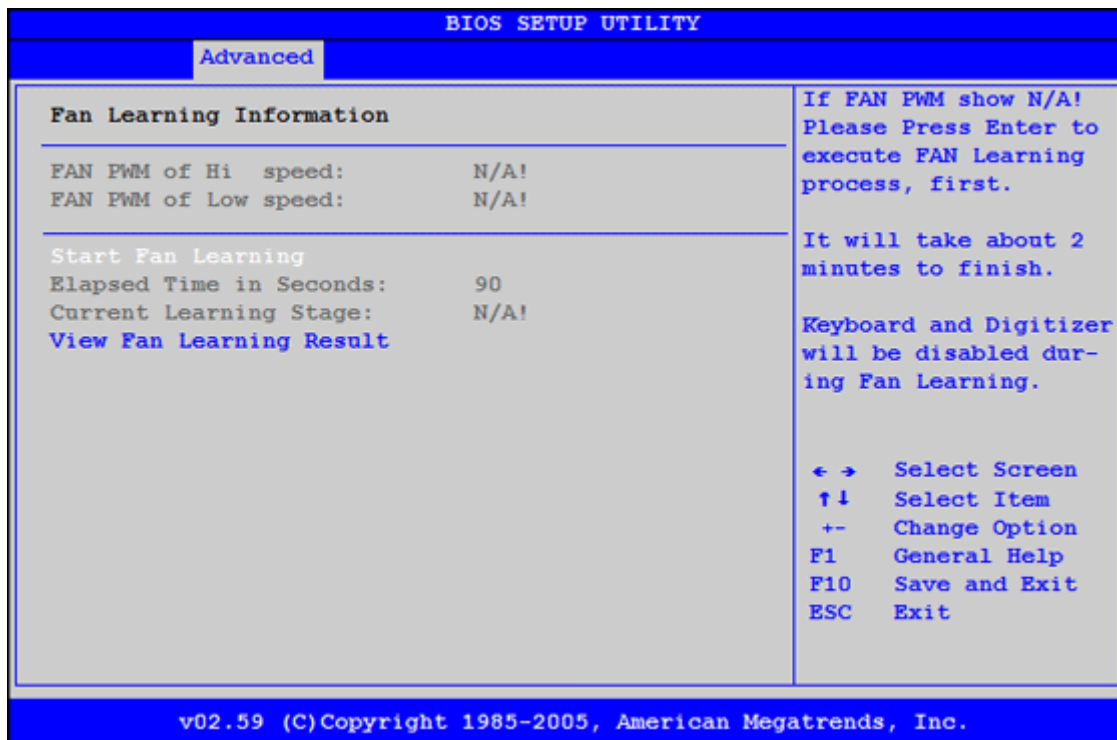 BIOS SETUP UTILITY
Advanced
Fan Learning Information
FAN PWM of Hi  speed: N/A!
FAN PWM of Low speed: N/A!
Start Fan Learning
Elapsed Time in Seconds: 90
Current Learning Stage: N/A!
View Fan Learning Result
If FAN PWM show N/A!
Please Press Enter to
execute FAN Learning
process, first.
It will take about 2
minutes to finish.
Keyboard and Digitizer
will be disabled dur-
ing Fan Learning.
← → Select Screen
↑↓ Select Item
+- Change Option
F1 General Help
F10 Save and Exit
ESC Exit
v02.59 (C)Copyright 1985-2005, American Megatrends, Inc.